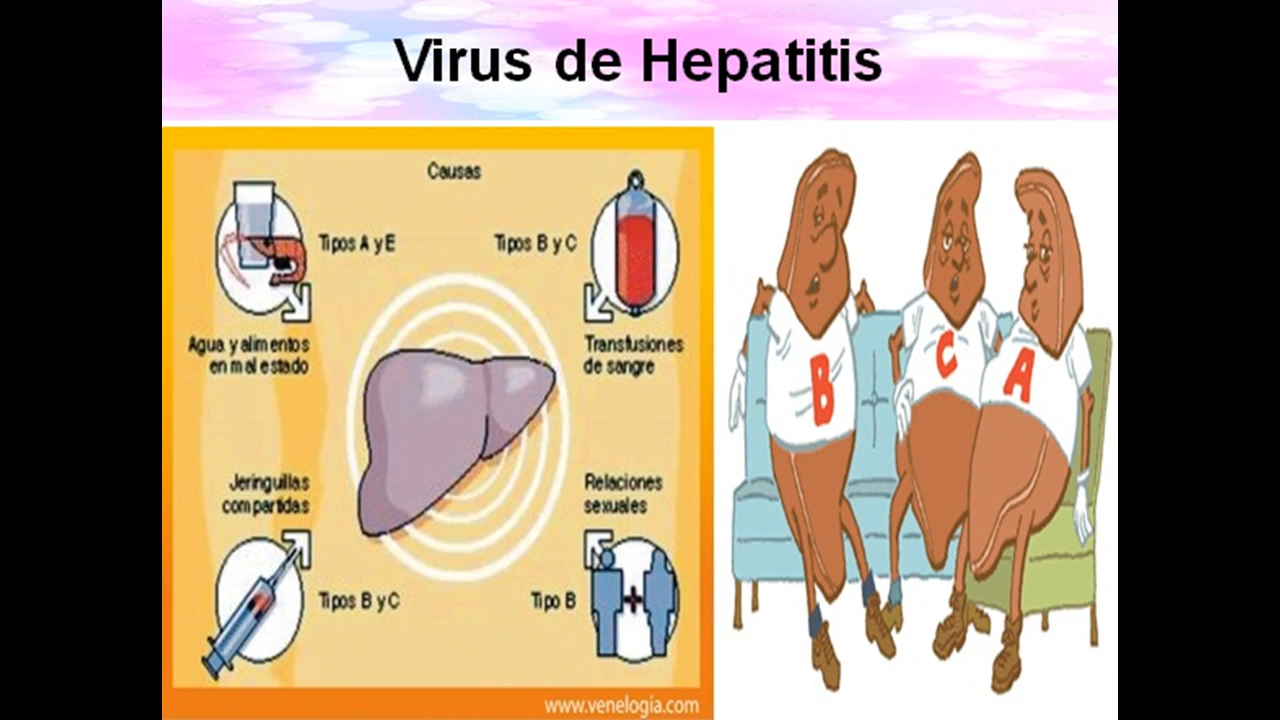 Virus de Hepatitis
Causas
Tipos A y E
Tipos B y C
Agua y alimentos
en mal estado
Transfusiones
de sangre
Jeringuillas
compartidas
Relaciones
sexuales
Tipos B y C
Tipo B
www.venelogia.com
B
C
A